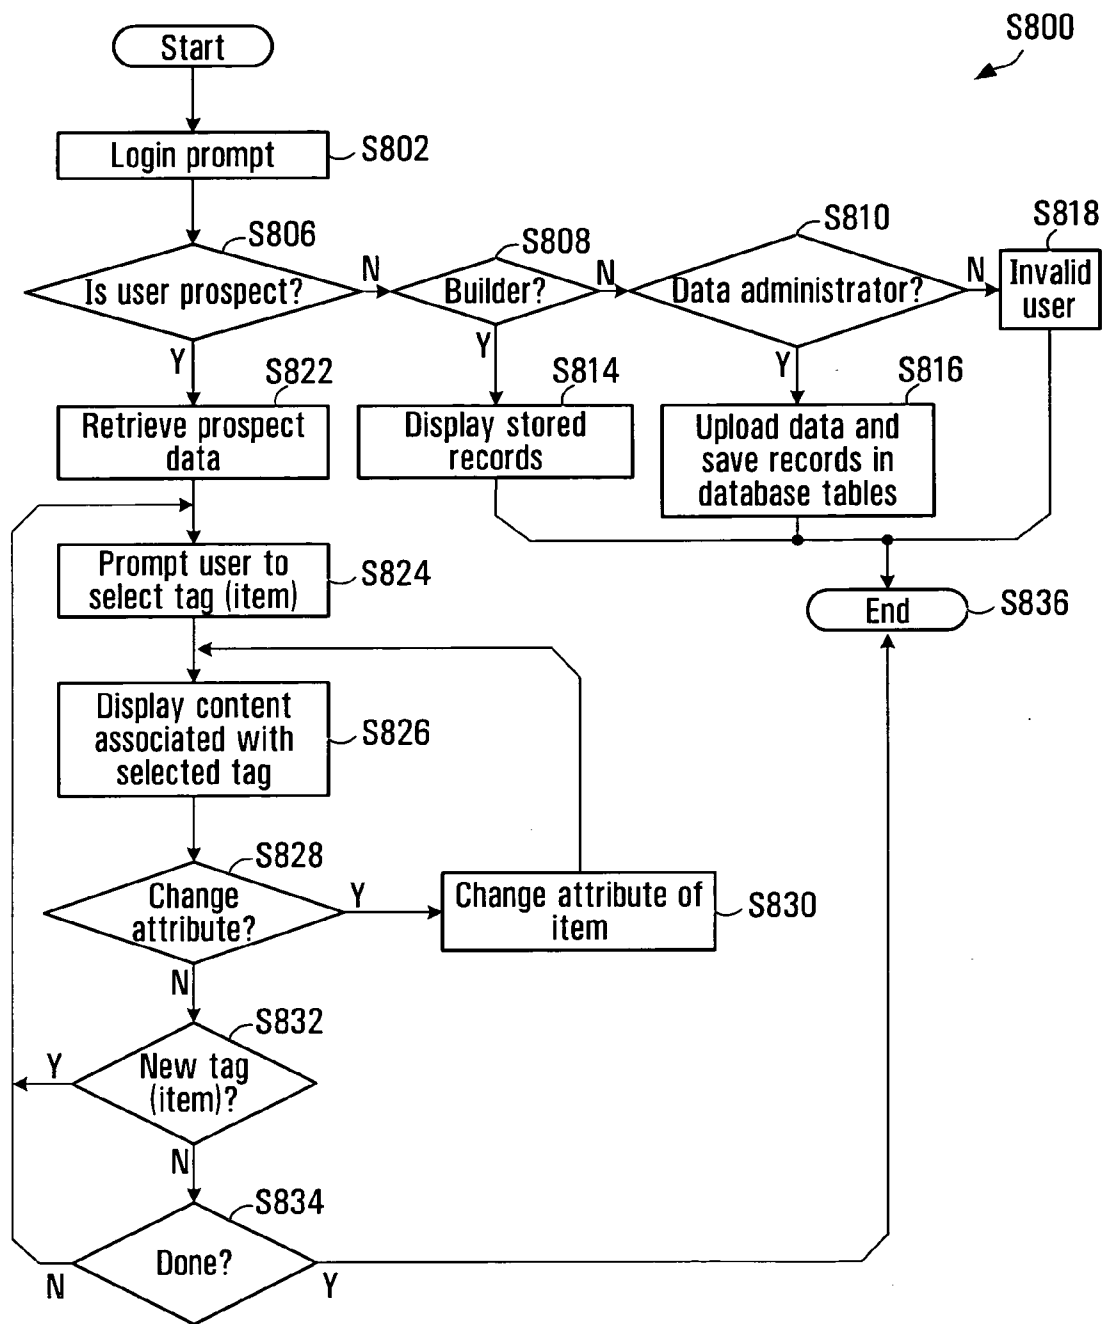 S800
Start
Login prompt
S802
S806
Is user prospect?
N
Y
S808
Builder?
N
Y
S810
Data administrator?
N
Y
S818
Invalid
user
S822
Retrieve prospect
data
S814
Display stored
records
S816
Upload data and
save records in
database tables
Prompt user to
select tag (item)
S824
End
S836
Display content
associated with
selected tag
S826
S828
Change
attribute?
Y
N
Change attribute of
item
S830
S832
New tag
(item)?
Y
N
S834
Done?
N
Y